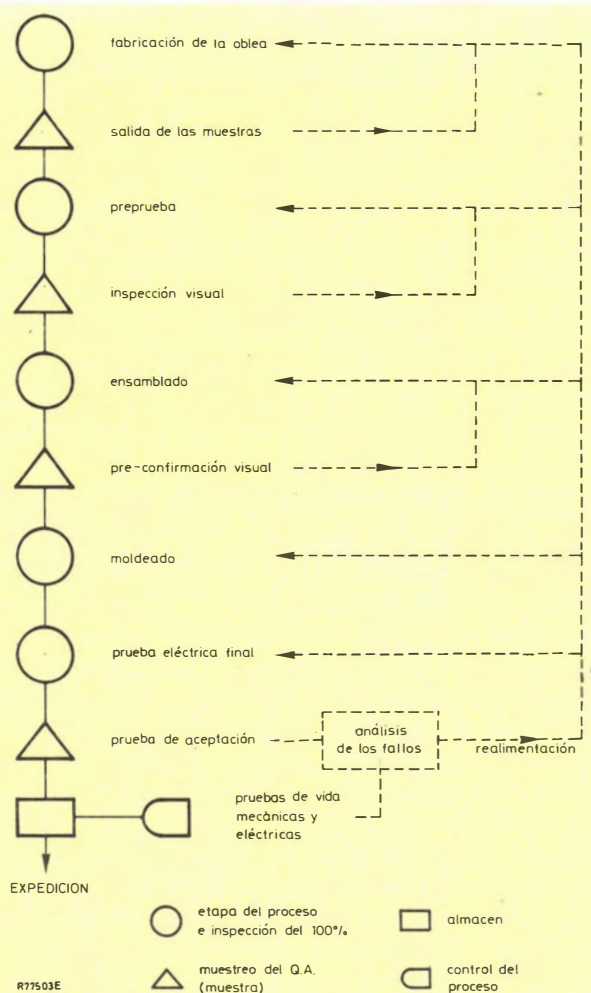 fabricación de la oblea
salida de las muestras
preprueba
inspección visual
ensamblado
pre-confirmación visual
moldeado
prueba eléctrica final
prueba de aceptación
análisis
de los fallos
realimentación
pruebas de vida
mecànicas y
eléctricas
EXPEDICION
etapa del proceso
e inspección del 100%
almacen
muestreo del Q.A.
(muestra)
control del
proceso
R77503E